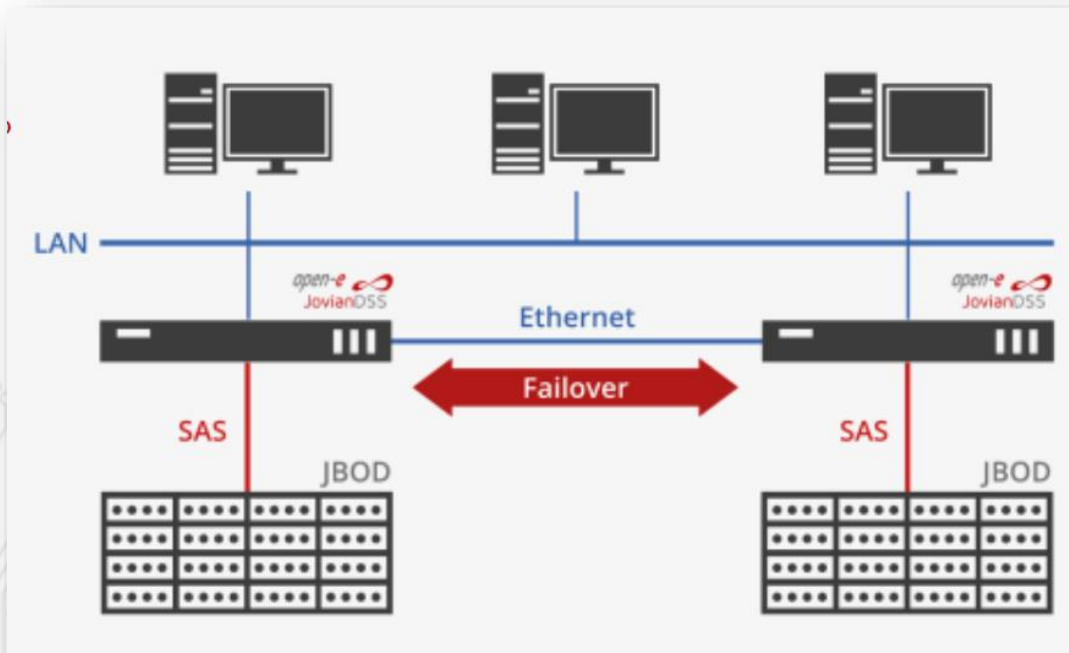 LAN
open-e
JovianDSS
open-e
JovianDSS
Ethernet
Failover
SAS
SAS
JBOD
JBOD